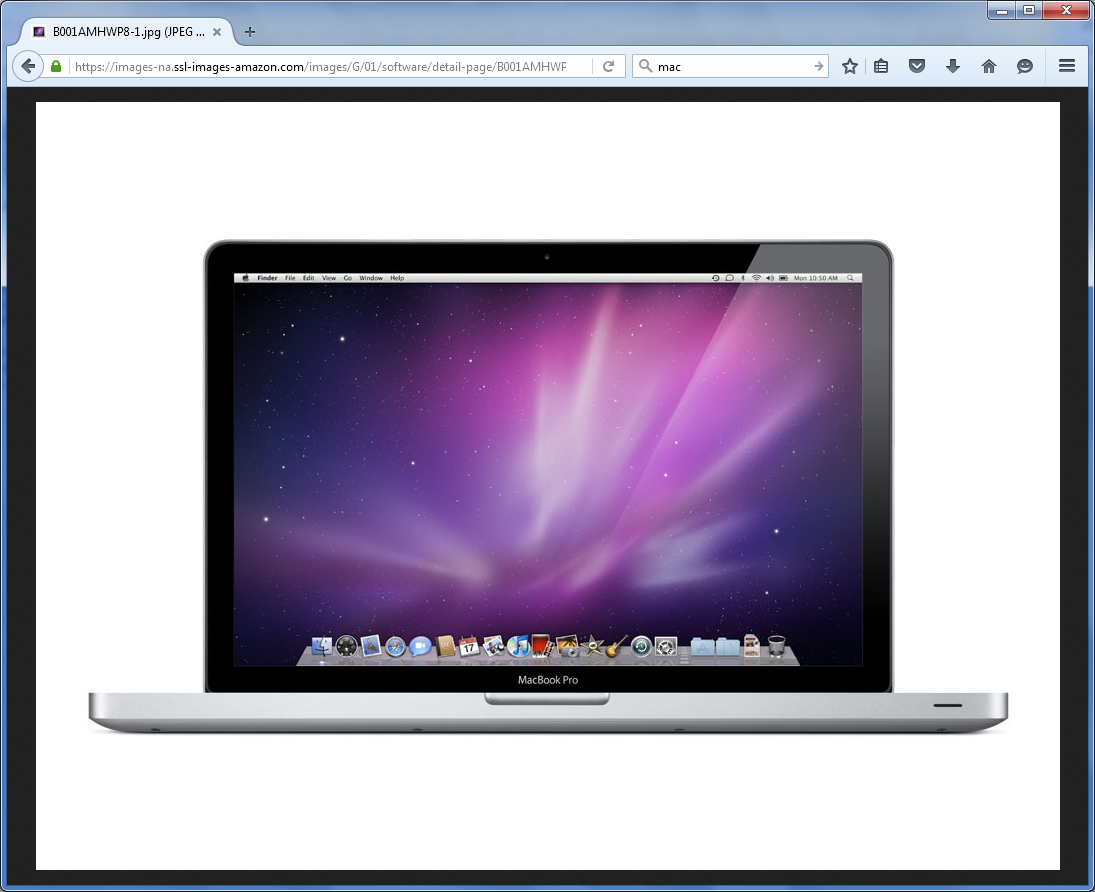 B001AMHWP8-1.jpg (JPEG ...
https://images-na.ssl-images-amazon.com/images/G/01/software/detail-page/B001AMHWP
mac
Finder File Edit View Go Window Help
Mon 10:50 AM
17
MacBook Pro